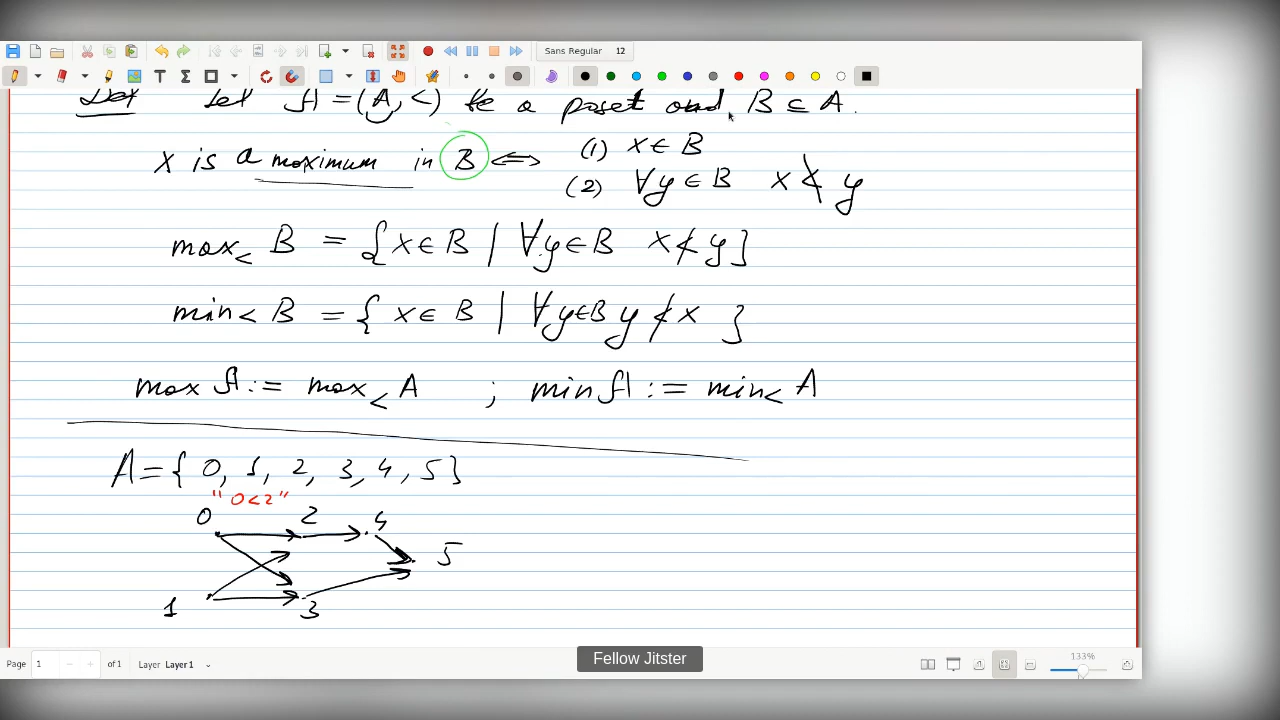 Sans Regular 12
Def Let 𝔄 = (A, <) be a poset and B ⊆ A.
x is a maximum in B ⟺ (1) x ∈ B
(2) ∀y ∈ B x ≮ y
max< B = {x ∈ B | ∀y ∈ B x ≮ y}
min< B = {x ∈ B | ∀y ∈ B y ≮ x}
max 𝔄 := max< A ; min 𝔄 := min< A
A = {0, 1, 2, 3, 4, 5}
"0<2"
0 2 4
5
1 3
Fellow Jitster
Page 1 of 1 Layer Layer 1 133%